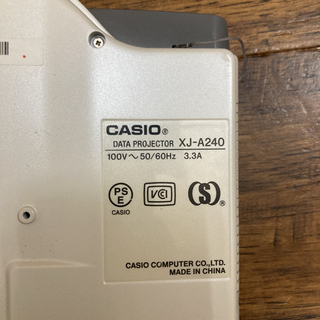 CASIO®
DATA PROJECTOR XJ-A240
100V～50/60Hz 3.3A
PS
E
CASIO
VCI
S
CASIO COMPUTER CO.,LTD.
MADE IN CHINA